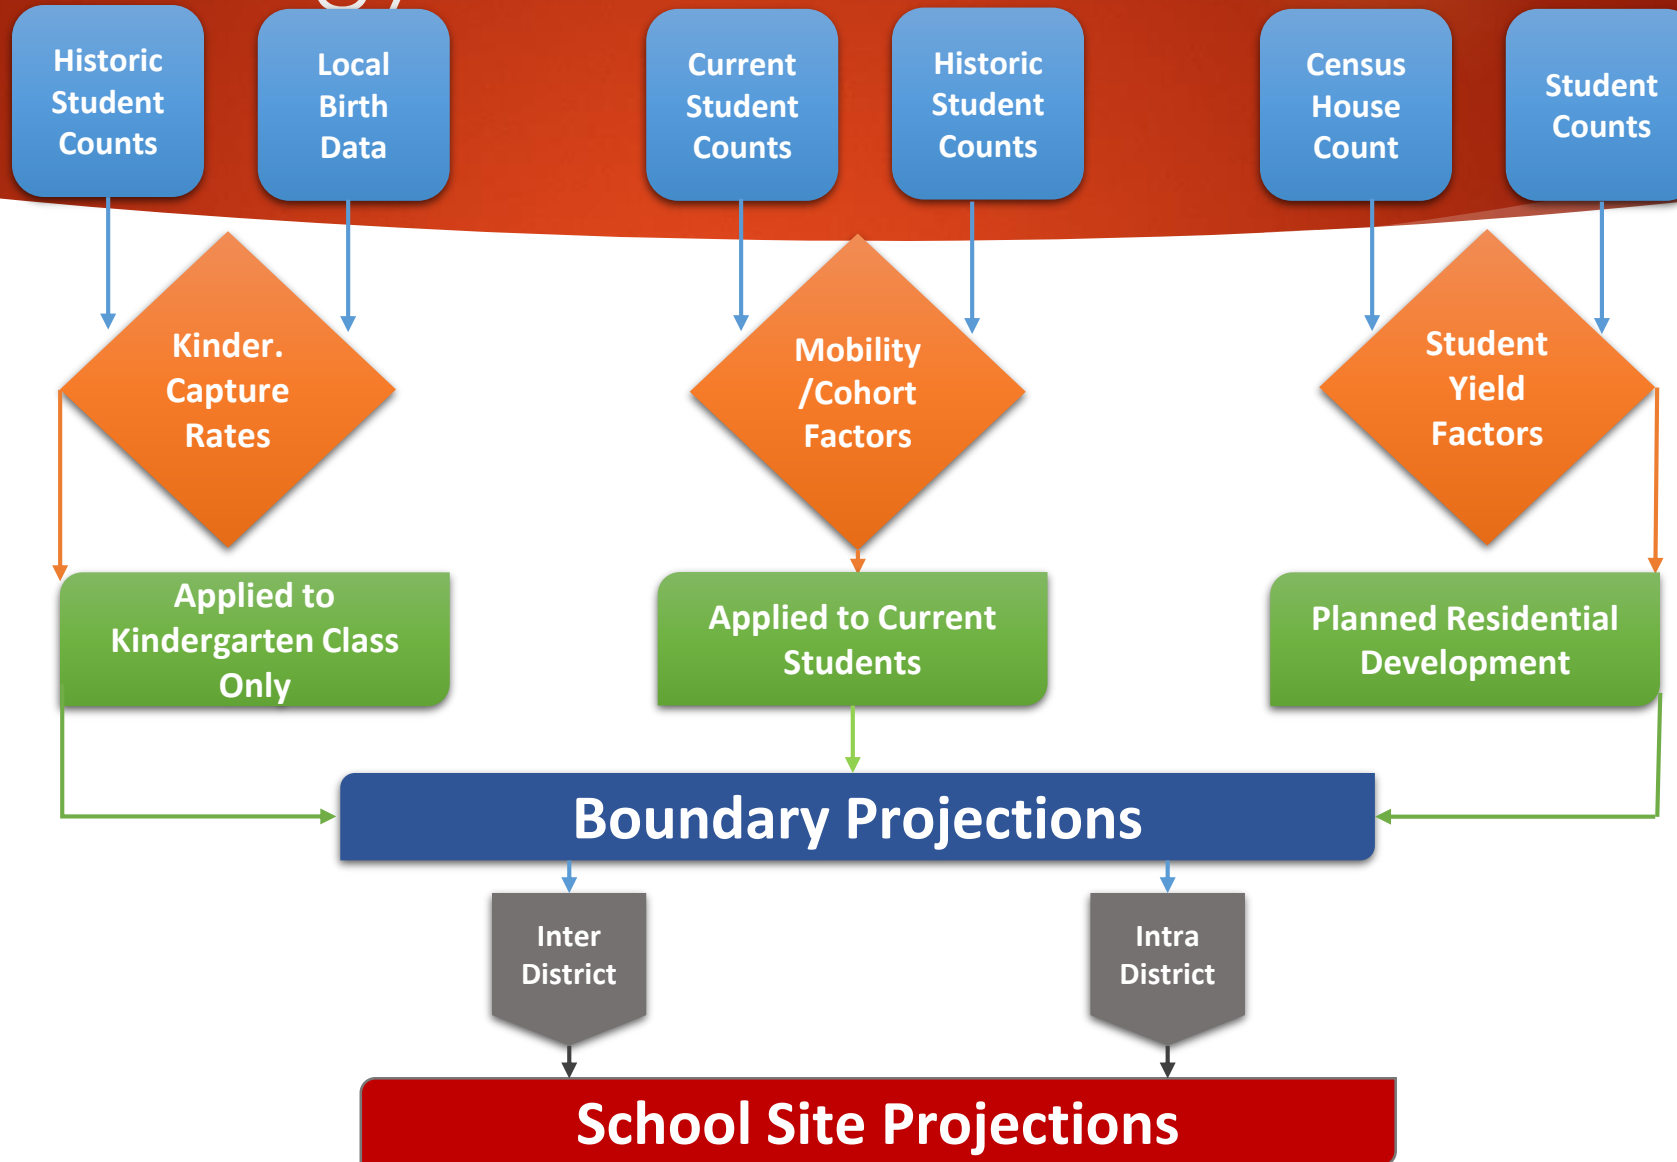 Historic
Student
Counts
Local
Birth
Data
Current
Student
Counts
Historic
Student
Counts
Census
House
Count
Student
Counts
Kinder.
Capture
Rates
Mobility
/Cohort
Factors
Student
Yield
Factors
Applied to
Kindergarten Class
Only
Applied to Current
Students
Planned Residential
Development
Boundary Projections
Inter
District
Intra
District
School Site Projections